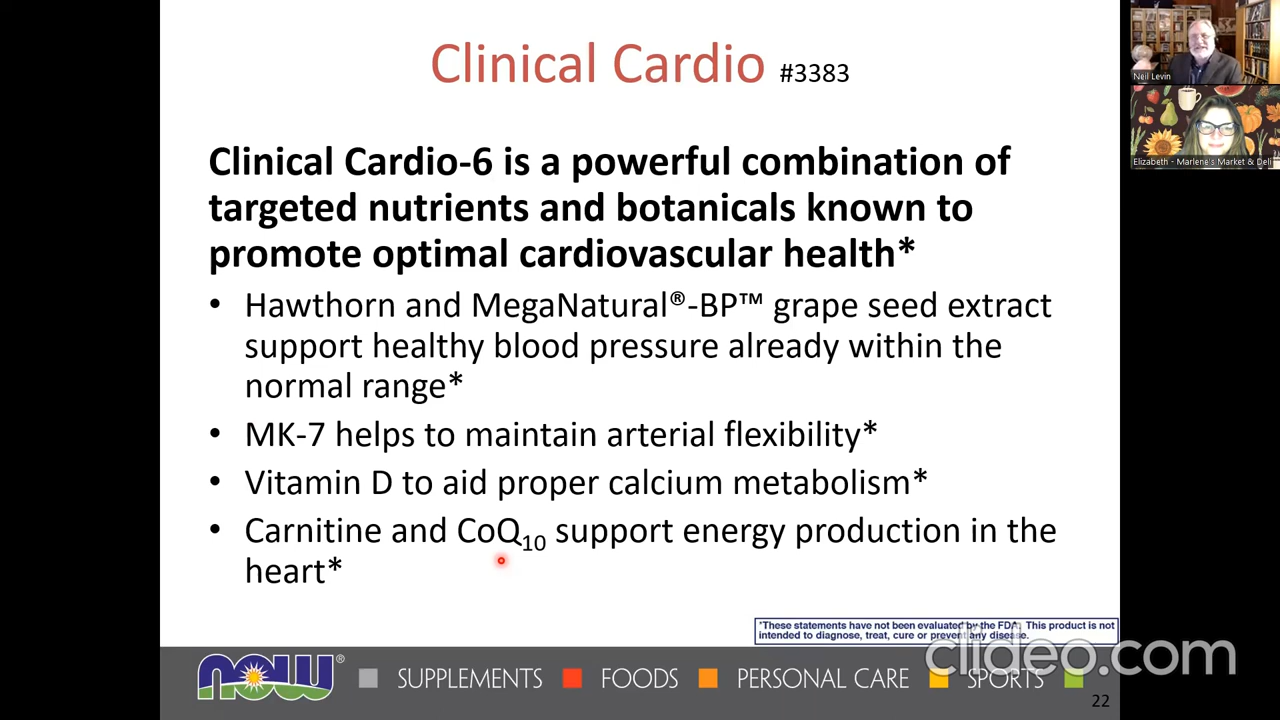 Clinical Cardio #3383
Clinical Cardio-6 is a powerful combination of
targeted nutrients and botanicals known to
promote optimal cardiovascular health*
• Hawthorn and MegaNatural®-BP™ grape seed extract
support healthy blood pressure already within the
normal range*
• MK-7 helps to maintain arterial flexibility*
• Vitamin D to aid proper calcium metabolism*
• Carnitine and CoQ10 support energy production in the
heart*
*These statements have not been evaluated by the FDA. This product is not
intended to diagnose, treat, cure or prevent any disease.
NOW® SUPPLEMENTS FOODS PERSONAL CARE SPORTS
22
clideo.com
Neil Levin
Elizabeth - Marlene's Market & Deli